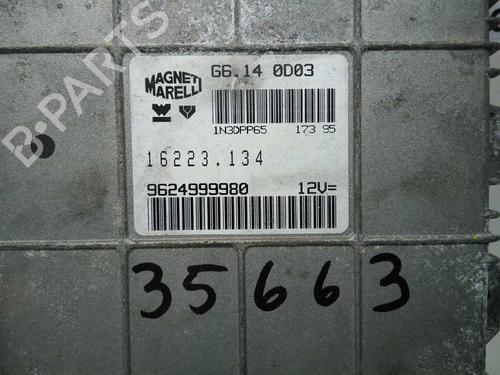 B-PARTS
MAGNETI MARELLI
G6.14 0D03
1N3DPP65 173 95
16223.134
9624999980 12V=
35663